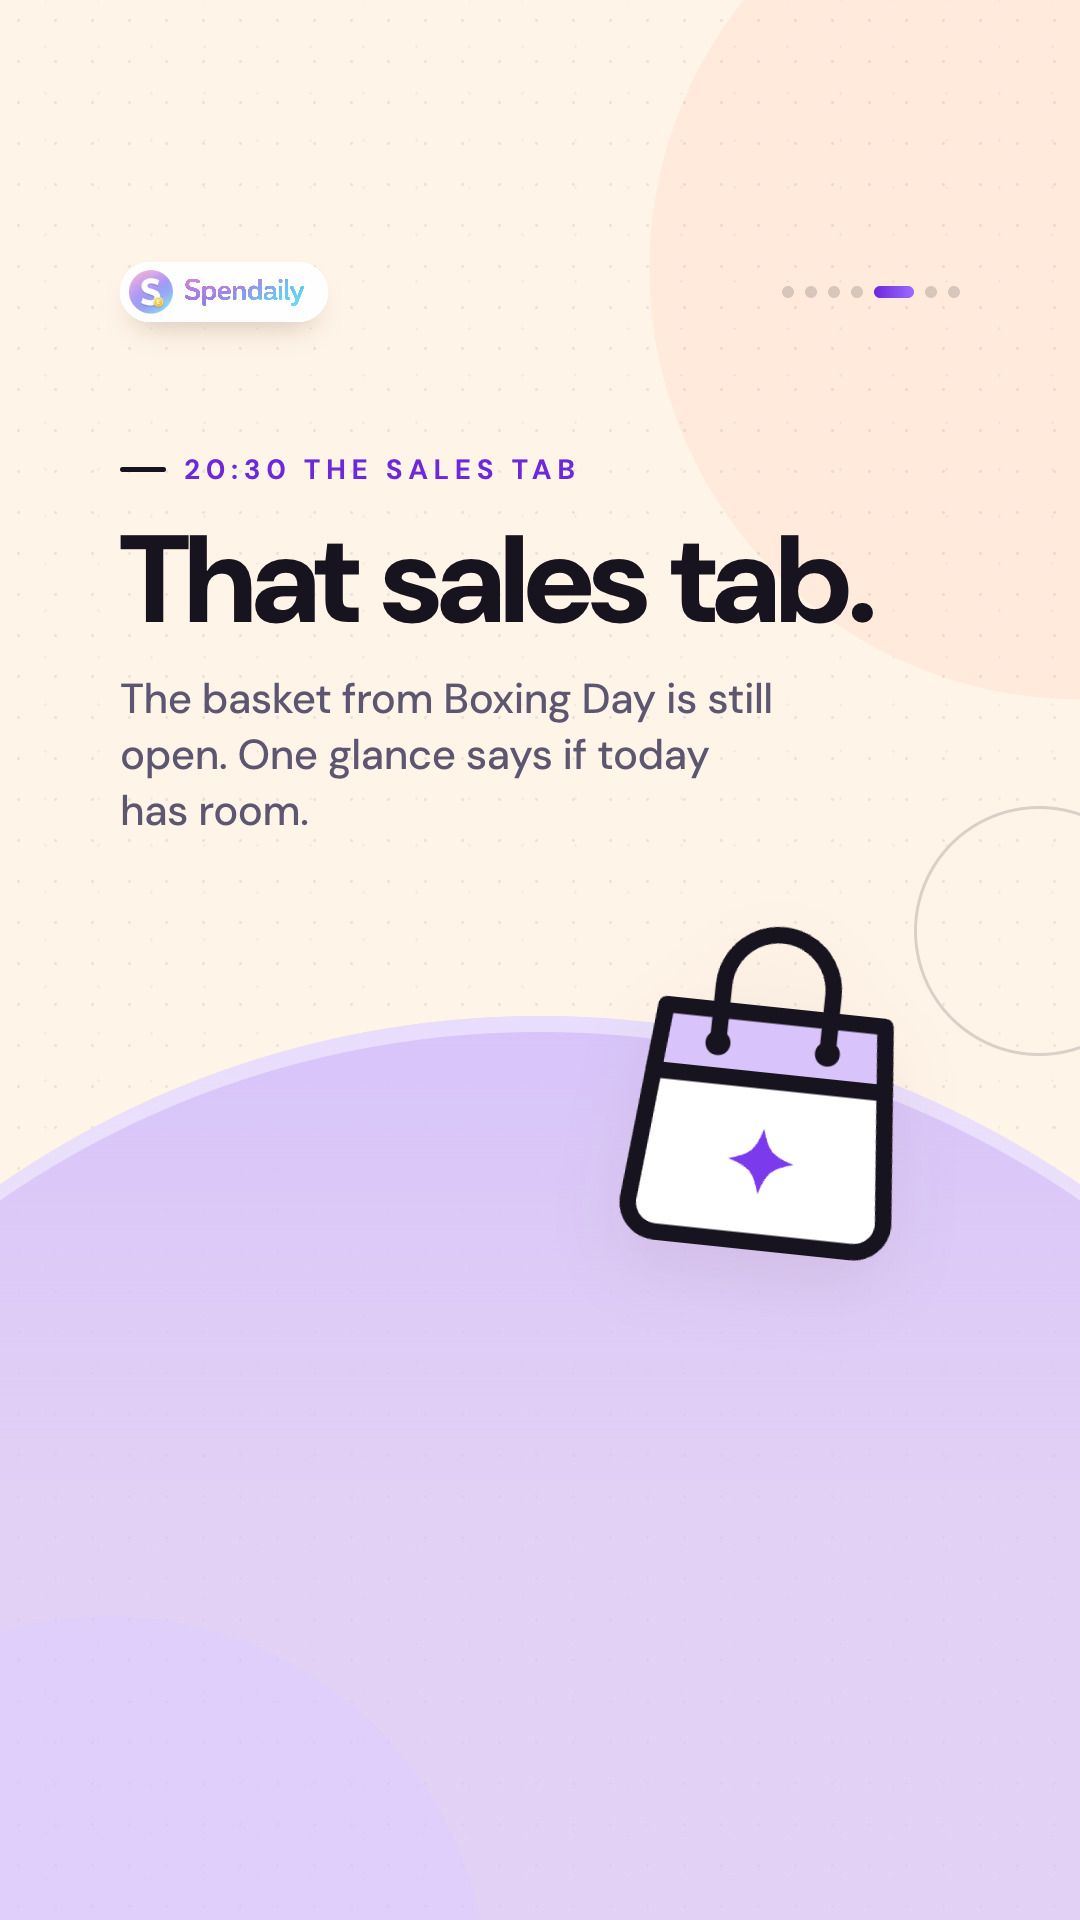 Spendaily
20:30 THE SALES TAB
That sales tab.
The basket from Boxing Day is still
open. One glance says if today
has room.